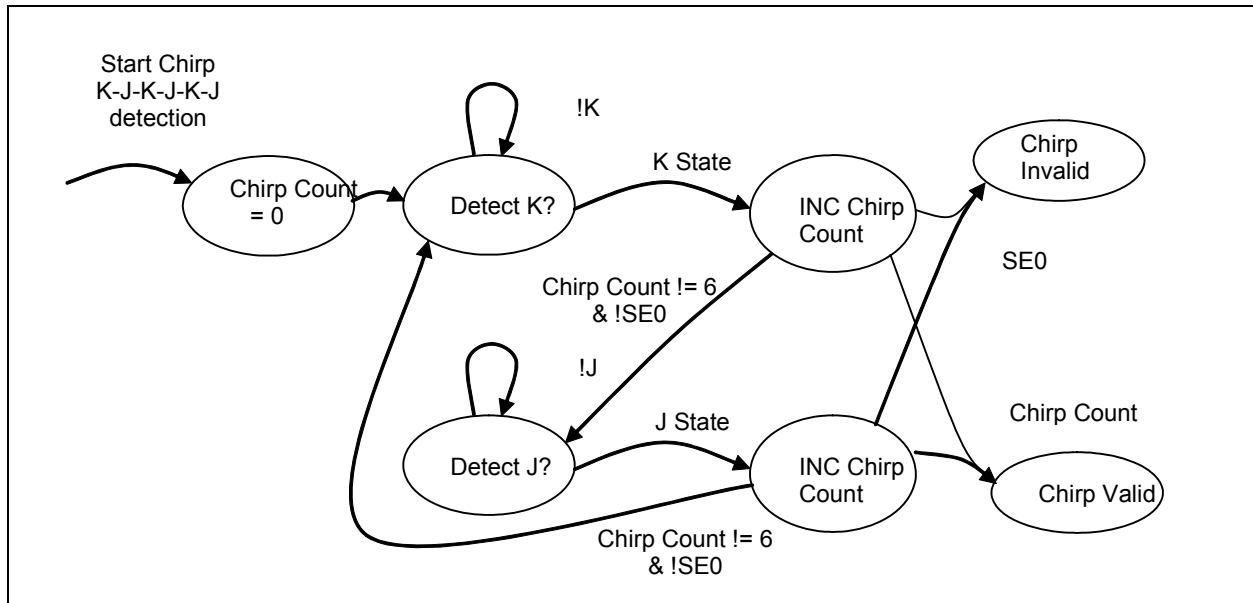 Start Chirp
K-J-K-J-K-J
detection
!K
Chirp Count
= 0
Detect K?
K State
INC Chirp
Count
Chirp
Invalid
SE0
Chirp Count != 6
& !SE0
!J
Detect J?
J State
INC Chirp
Count
Chirp Count
Chirp Valid
Chirp Count != 6
& !SE0